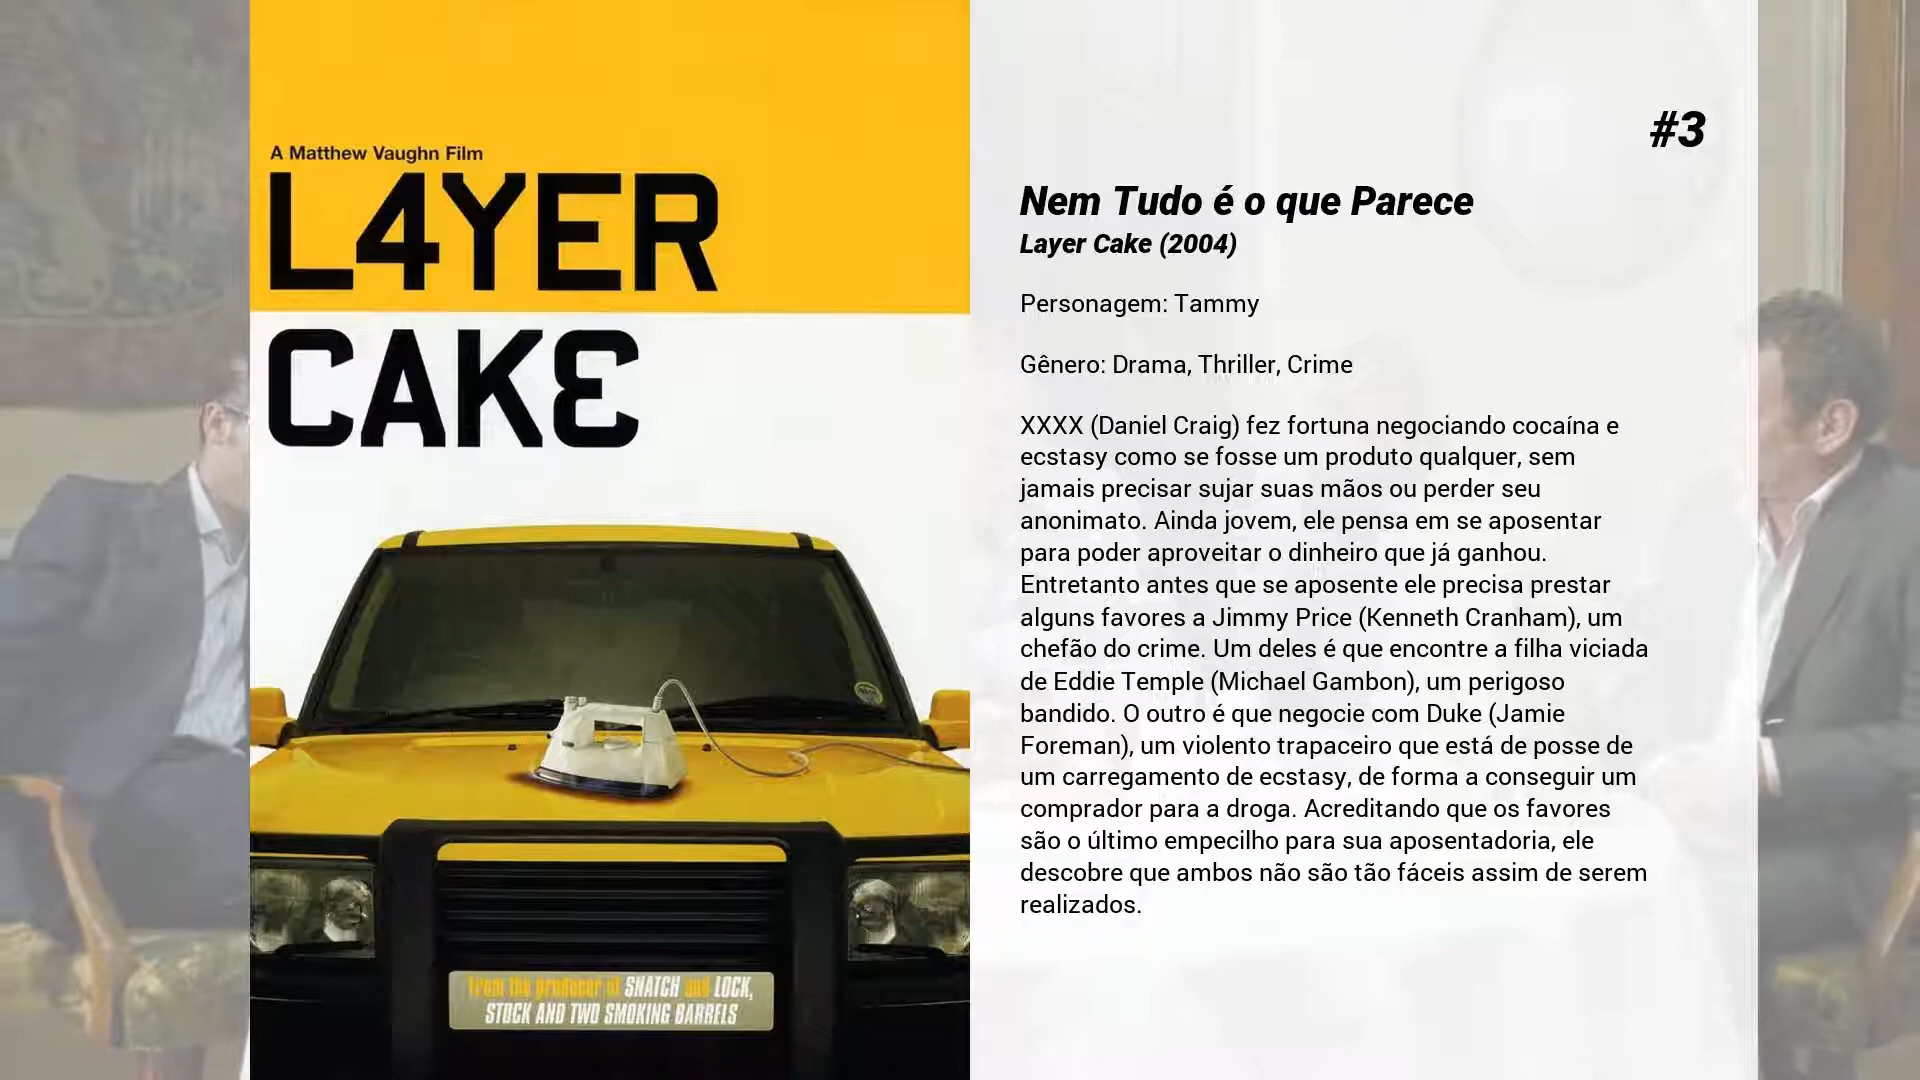 A Matthew Vaughn Film
L4YER
CAKE
from the producer of SNATCH and LOCK,
STOCK AND TWO SMOKING BARRELS
#3
Nem Tudo é o que Parece
Layer Cake (2004)
Personagem: Tammy
Gênero: Drama, Thriller, Crime
XXXX (Daniel Craig) fez fortuna negociando cocaína e
ecstasy como se fosse um produto qualquer, sem
jamais precisar sujar suas mãos ou perder seu
anonimato. Ainda jovem, ele pensa em se aposentar
para poder aproveitar o dinheiro que já ganhou.
Entretanto antes que se aposente ele precisa prestar
alguns favores a Jimmy Price (Kenneth Cranham), um
chefão do crime. Um deles é que encontre a filha viciada
de Eddie Temple (Michael Gambon), um perigoso
bandido. O outro é que negocie com Duke (Jamie
Foreman), um violento trapaceiro que está de posse de
um carregamento de ecstasy, de forma a conseguir um
comprador para a droga. Acreditando que os favores
são o último empecilho para sua aposentadoria, ele
descobre que ambos não são tão fáceis assim de serem
realizados.